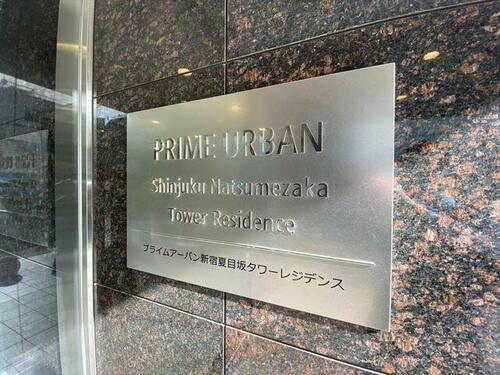 PRIME URBAN
Shinjuku Natsumezaka
Tower Residence
プライムアーバン新宿夏目坂タワーレジデンス